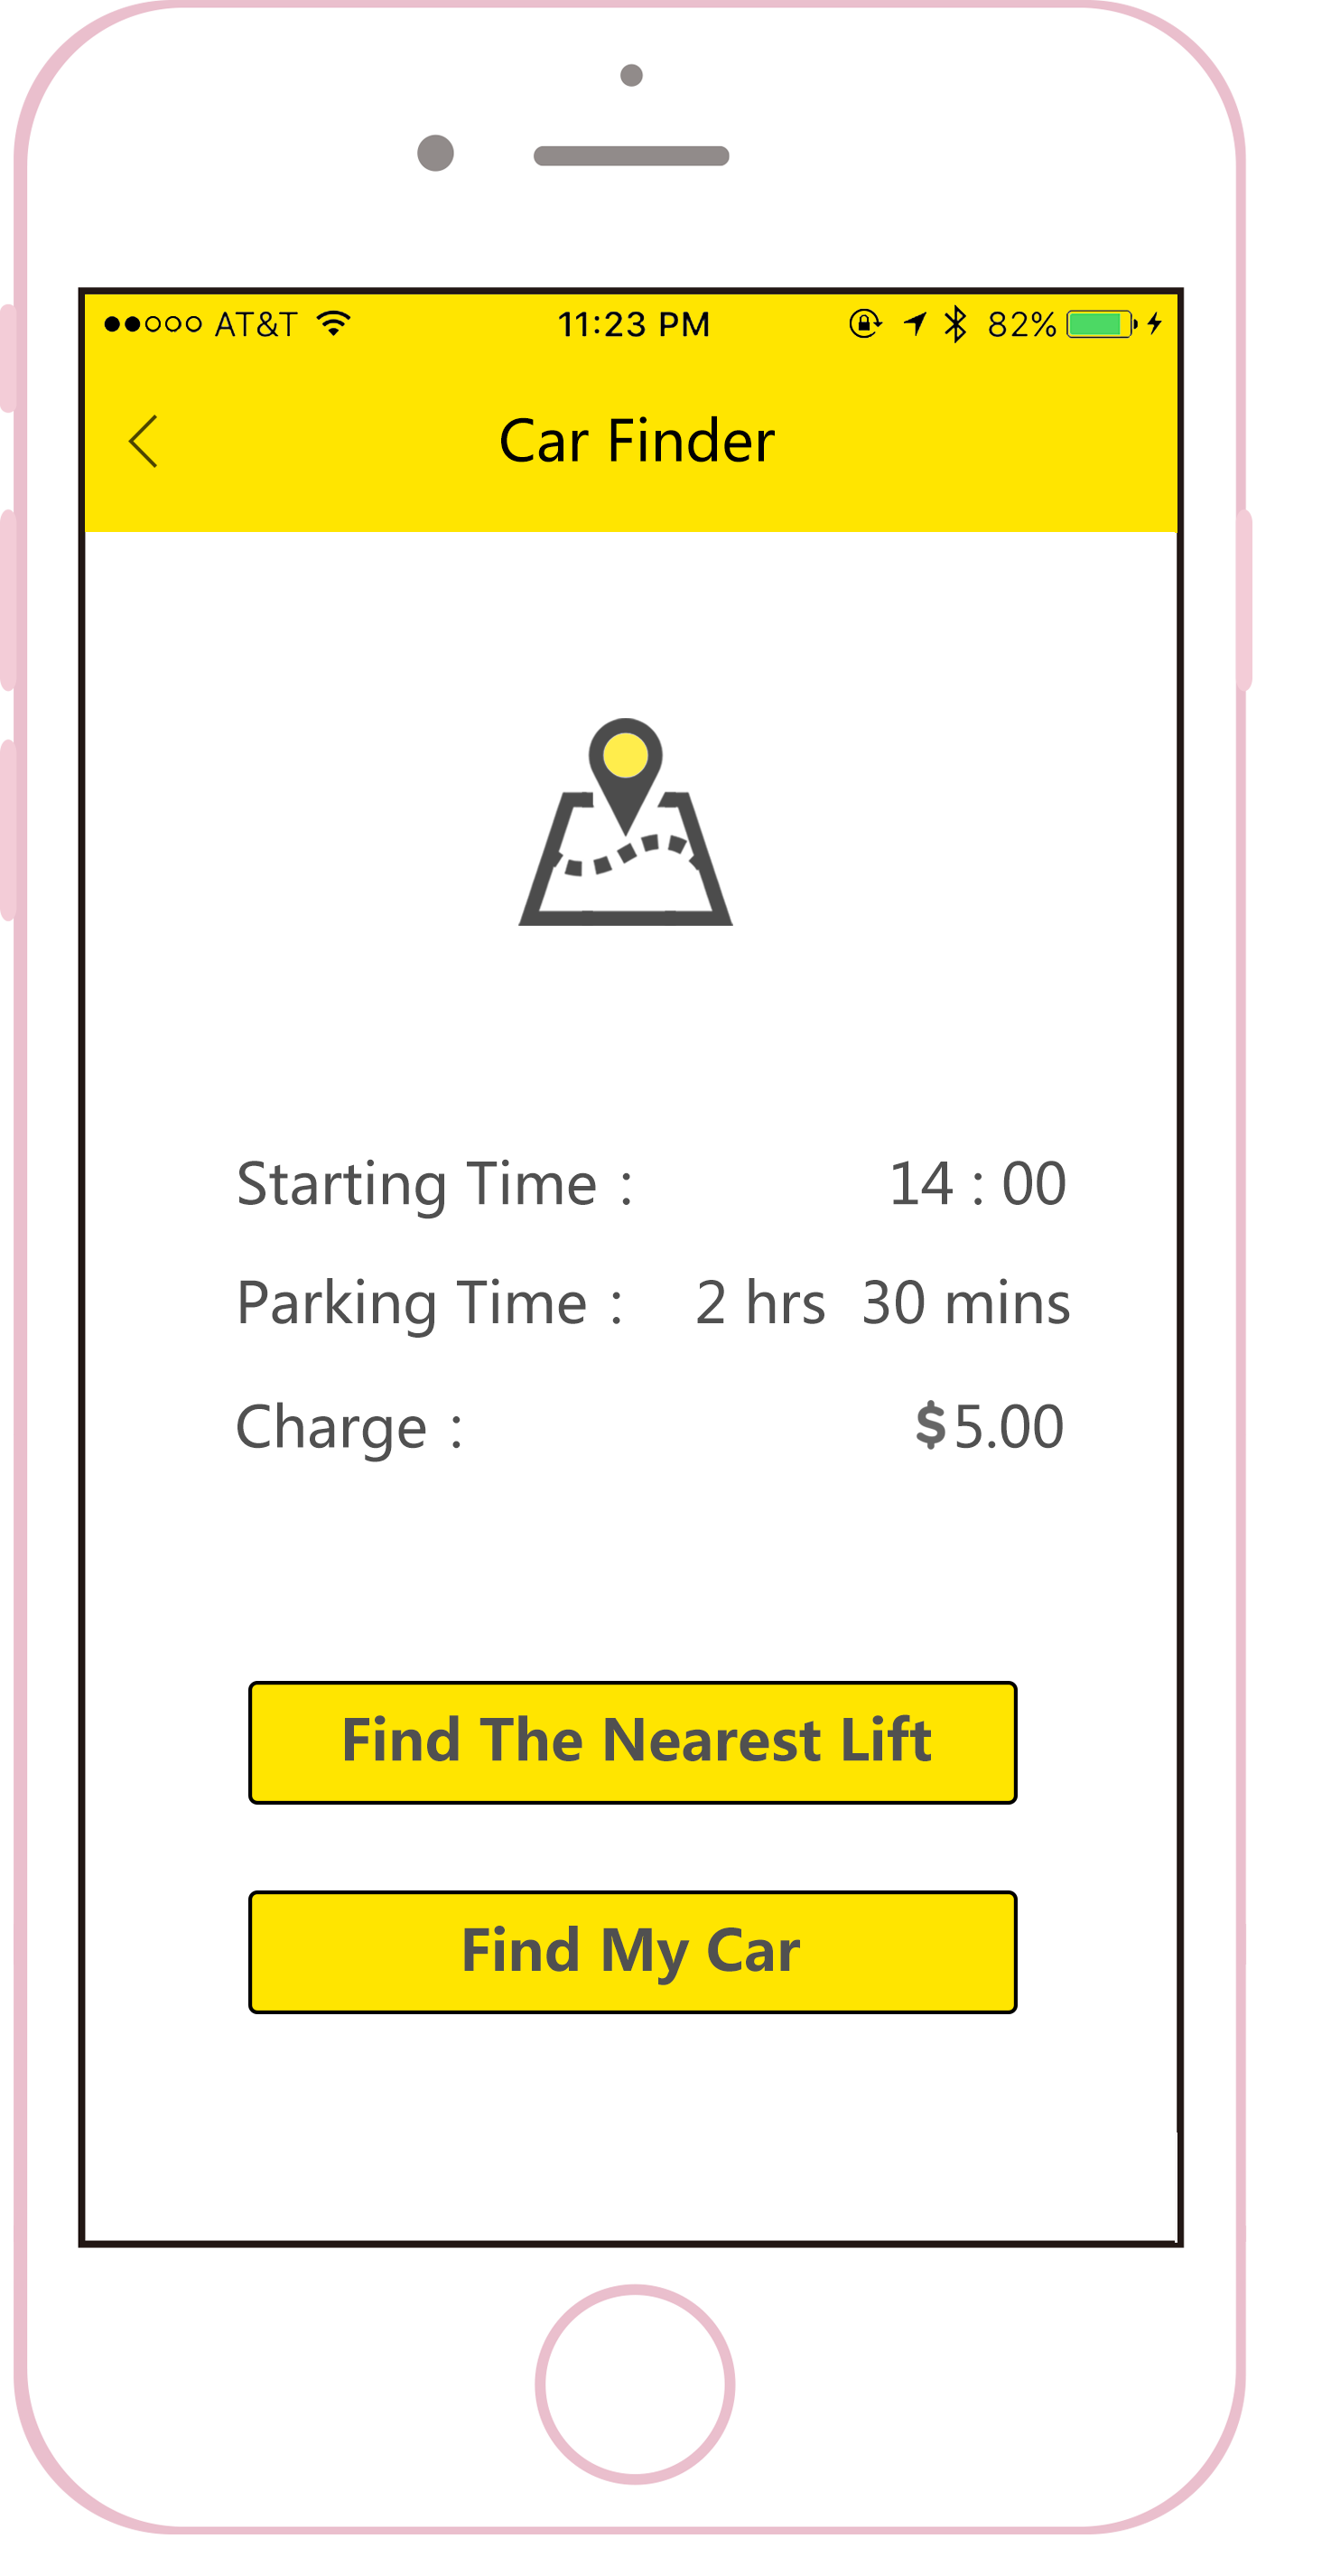 AT&T 11:23 PM 82%
Car Finder
Starting Time : 14 : 00
Parking Time : 2 hrs 30 mins
Charge : $5.00
Find The Nearest Lift
Find My Car